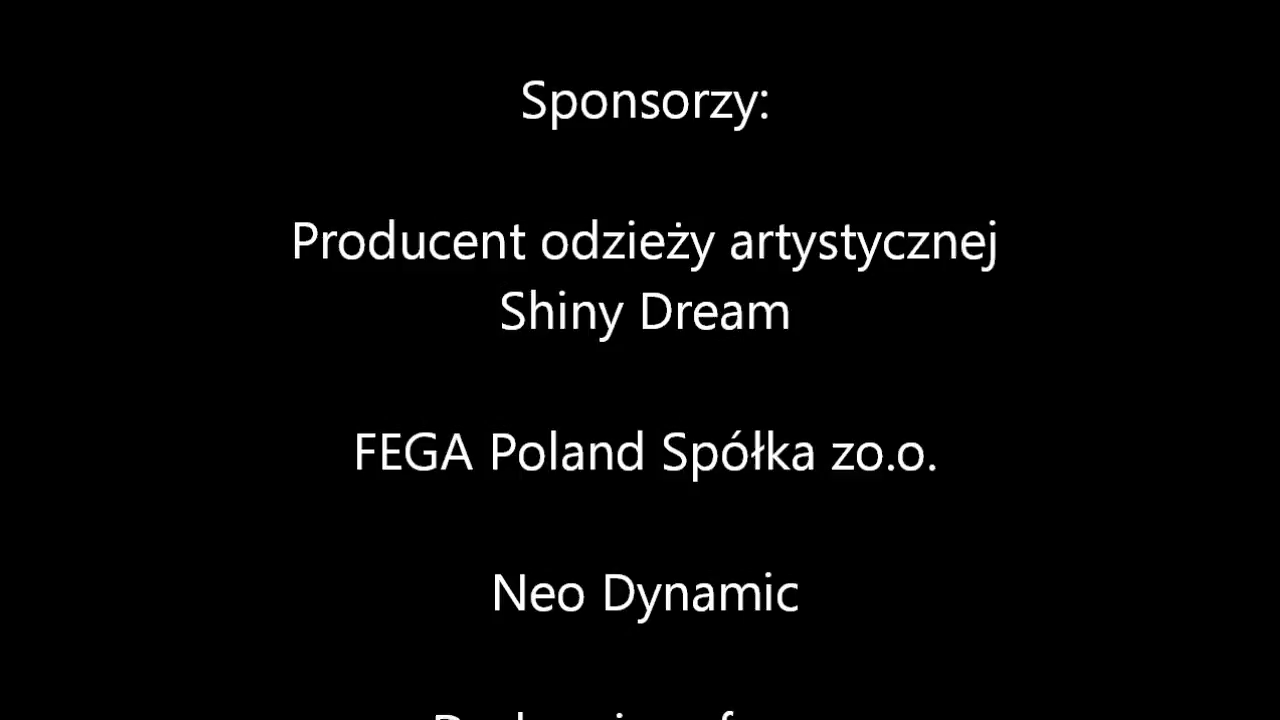 Sponsorzy:
Producent odzieży artystycznej
Shiny Dream
FEGA Poland Spółka zo.o.
Neo Dynamic